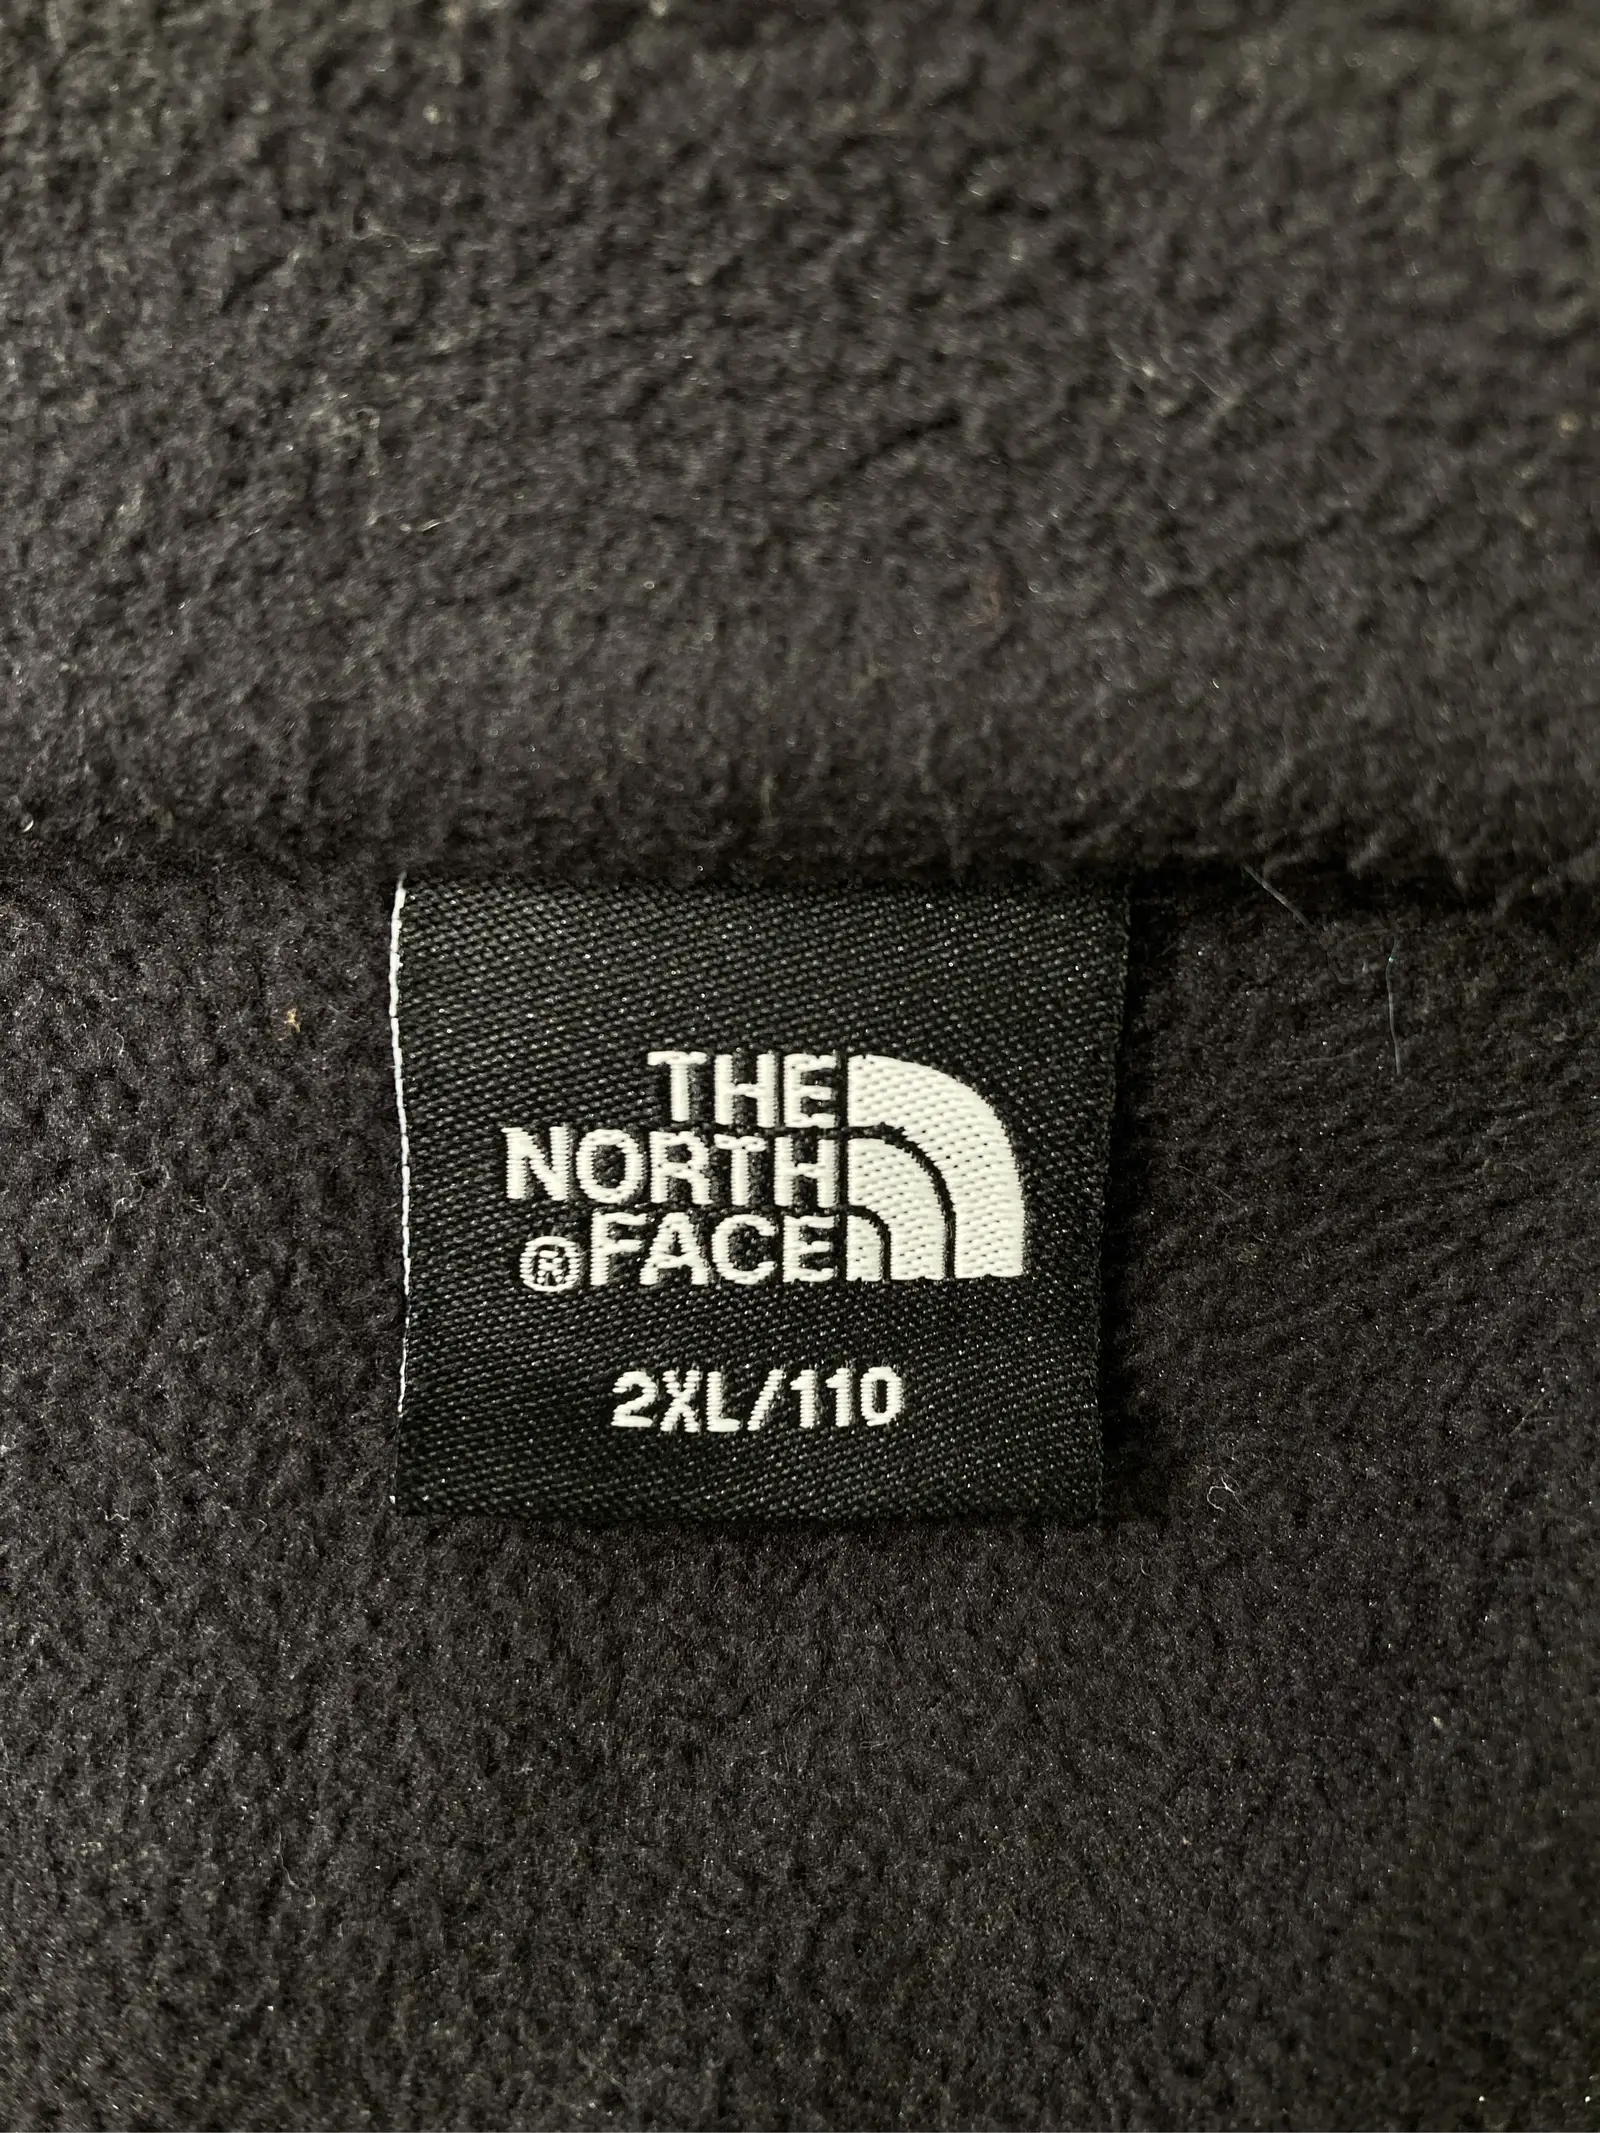 THE
NORTH
®FACE
2XL/110